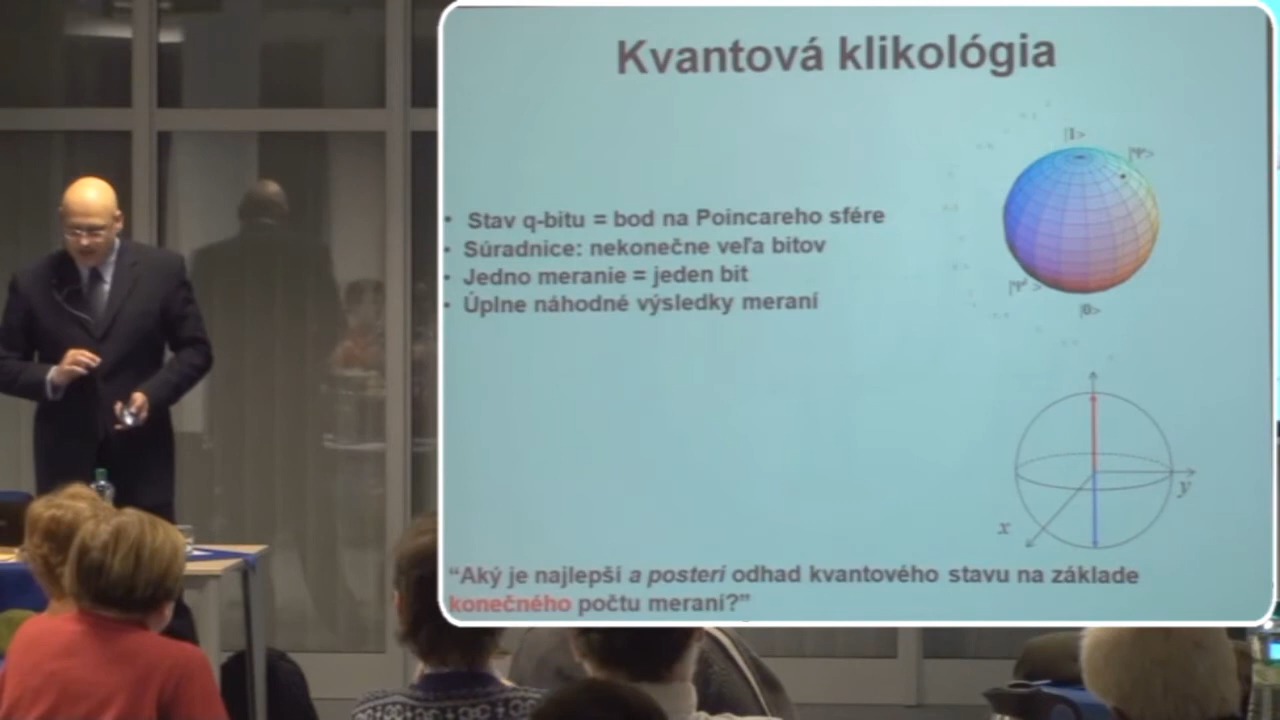 Kvantová klikológia
• Stav q-bitu = bod na Poincareho sfére
• Súradnice: nekonečne veľa bitov
• Jedno meranie = jeden bit
• Úplne náhodné výsledky meraní
|1>
|Ψ>
|0>
y
x
“Aký je najlepší a posterí odhad kvantového stavu na základe
konečného počtu meraní?”